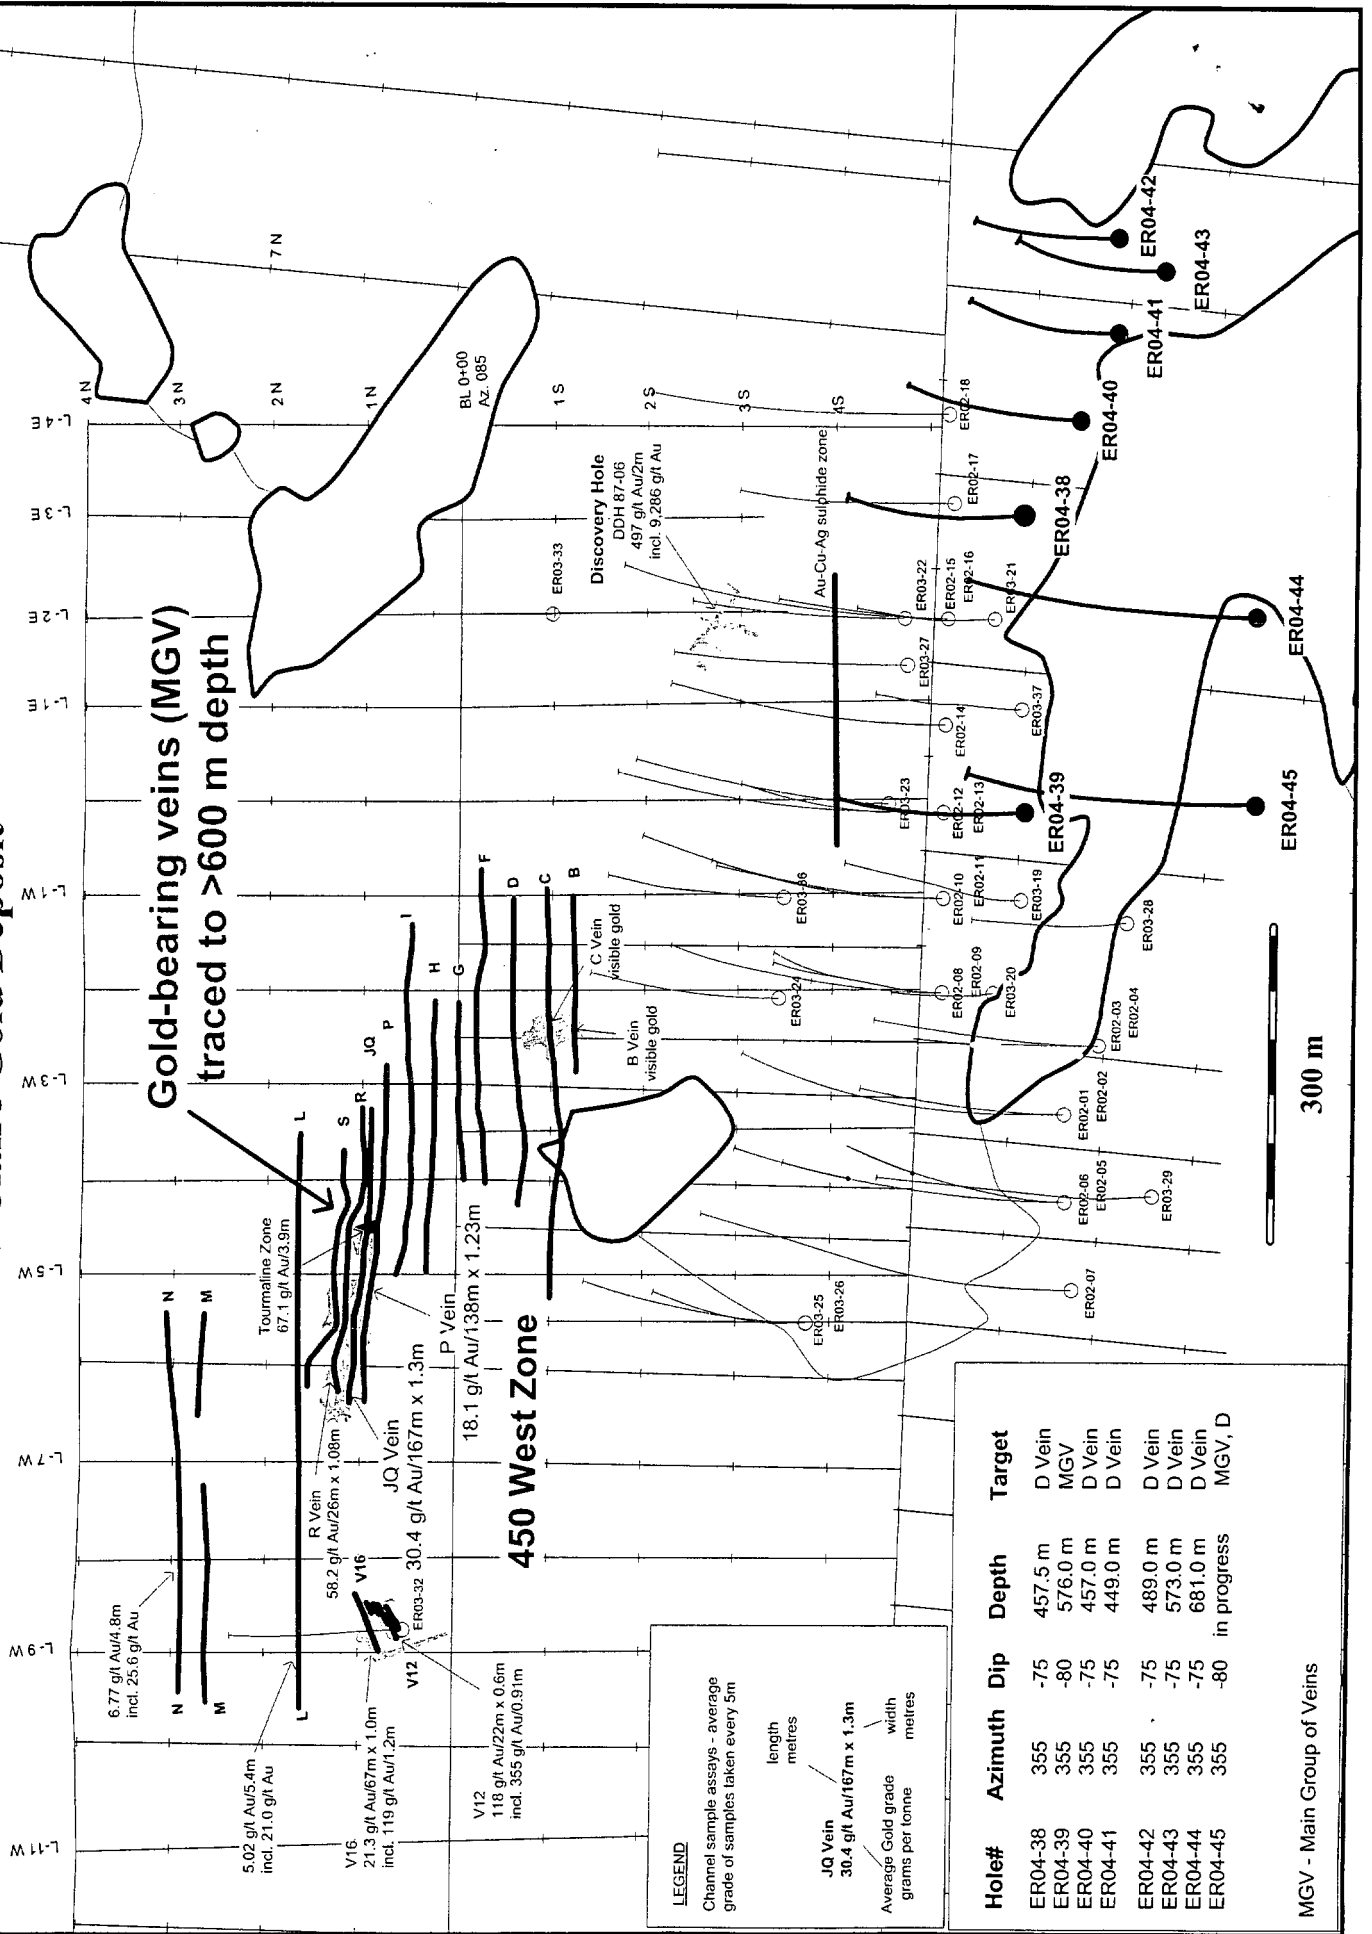 Gold Deposit
Gold-bearing veins (MGV)
traced to >600 m depth
L-11W
L-9W
L-7W
L-5W
L-3W
L-1W
L-1E
L-2E
L-3E
L-4E
4 N
3 N
2 N
1 N
7 N
BL 0+00
Az. 085
1 S
2 S
3 S
4S
6.77 g/t Au/4.8m
incl. 25.6 g/t Au
N
N
M
M
M
5.02 g/t Au/5.4m
incl. 21.0 g/t Au
L
L
Tourmaline Zone
67.1 g/t Au/3.9m
S
R
JQ
P
I
H
G
F
D
C
B
R Vein
58.2 g/t Au/26m x 1.08m
V16
V16
21.3 g/t Au/67m x 1.0m
incl. 119 g/t Au/1.2m
V12
ER03-32
JQ Vein
30.4 g/t Au/167m x 1.3m
P Vein
18.1 g/t Au/138m x 1.23m
V12
118 g/t Au/22m x 0.6m
incl. 355 g/t Au/0.91m
450 West Zone
C Vein
visible gold
B Vein
visible gold
ER03-33
Discovery Hole
DDH 87-06
497 g/t Au/2m
incl. 9,286 g/t Au
Au-Cu-Ag sulphide zone
ER03-25
ER03-26
ER02-07
ER02-06
ER02-05
ER03-29
ER02-01
ER02-02
ER02-03
ER02-04
ER03-24
ER02-08
ER02-09
ER03-20
ER03-28
ER03-36
ER02-10
ER02-11
ER03-19
ER03-23
ER02-12
ER02-13
ER02-14
ER03-37
ER03-27
ER03-22
ER02-15
ER02-16
ER03-21
ER02-17
ER02-18
ER04-39
ER04-45
ER04-44
ER04-38
ER04-40
ER04-41
ER04-43
ER04-42
300 m
LEGEND
Channel sample assays - average
grade of samples taken every 5m
length
metres
JQ Vein
30.4 g/t Au/167m x 1.3m
Average Gold grade
grams per tonne
width
metres
Hole# Azimuth Dip Depth Target
ER04-38 355 -75 457.5 m D Vein
ER04-39 355 -80 576.0 m MGV
ER04-40 355 -75 457.0 m D Vein
ER04-41 355 -75 449.0 m D Vein
ER04-42 355 -75 489.0 m D Vein
ER04-43 355 -75 573.0 m D Vein
ER04-44 355 -75 681.0 m D Vein
ER04-45 355 -80 in progress MGV, D
MGV - Main Group of Veins